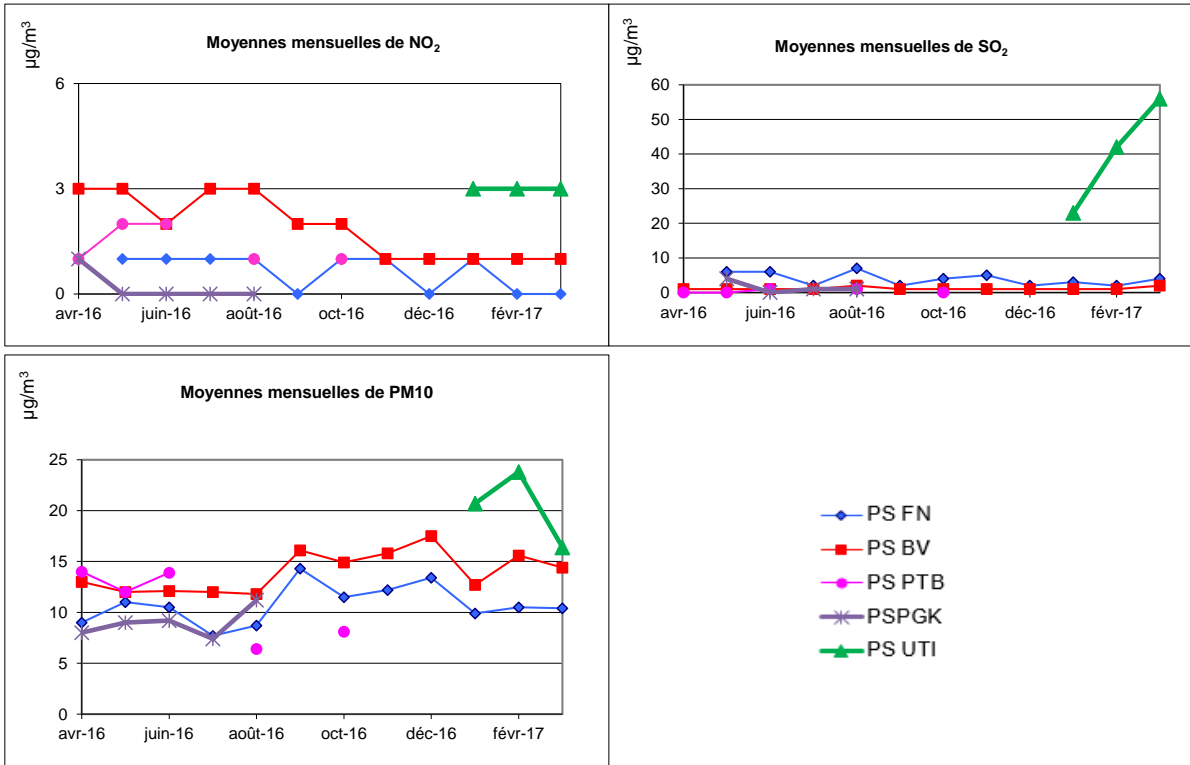 Moyennes mensuelles de NO₂
µg/m³
6
3
0
avr-16 juin-16 août-16 oct-16 déc-16 févr-17
Moyennes mensuelles de SO₂
µg/m³
60
50
40
30
20
10
0
avr-16 juin-16 août-16 oct-16 déc-16 févr-17
Moyennes mensuelles de PM10
µg/m³
25
20
15
10
5
0
avr-16 juin-16 août-16 oct-16 déc-16 févr-17
PS FN
PS BV
PS PTB
PSPGK
PS UTI